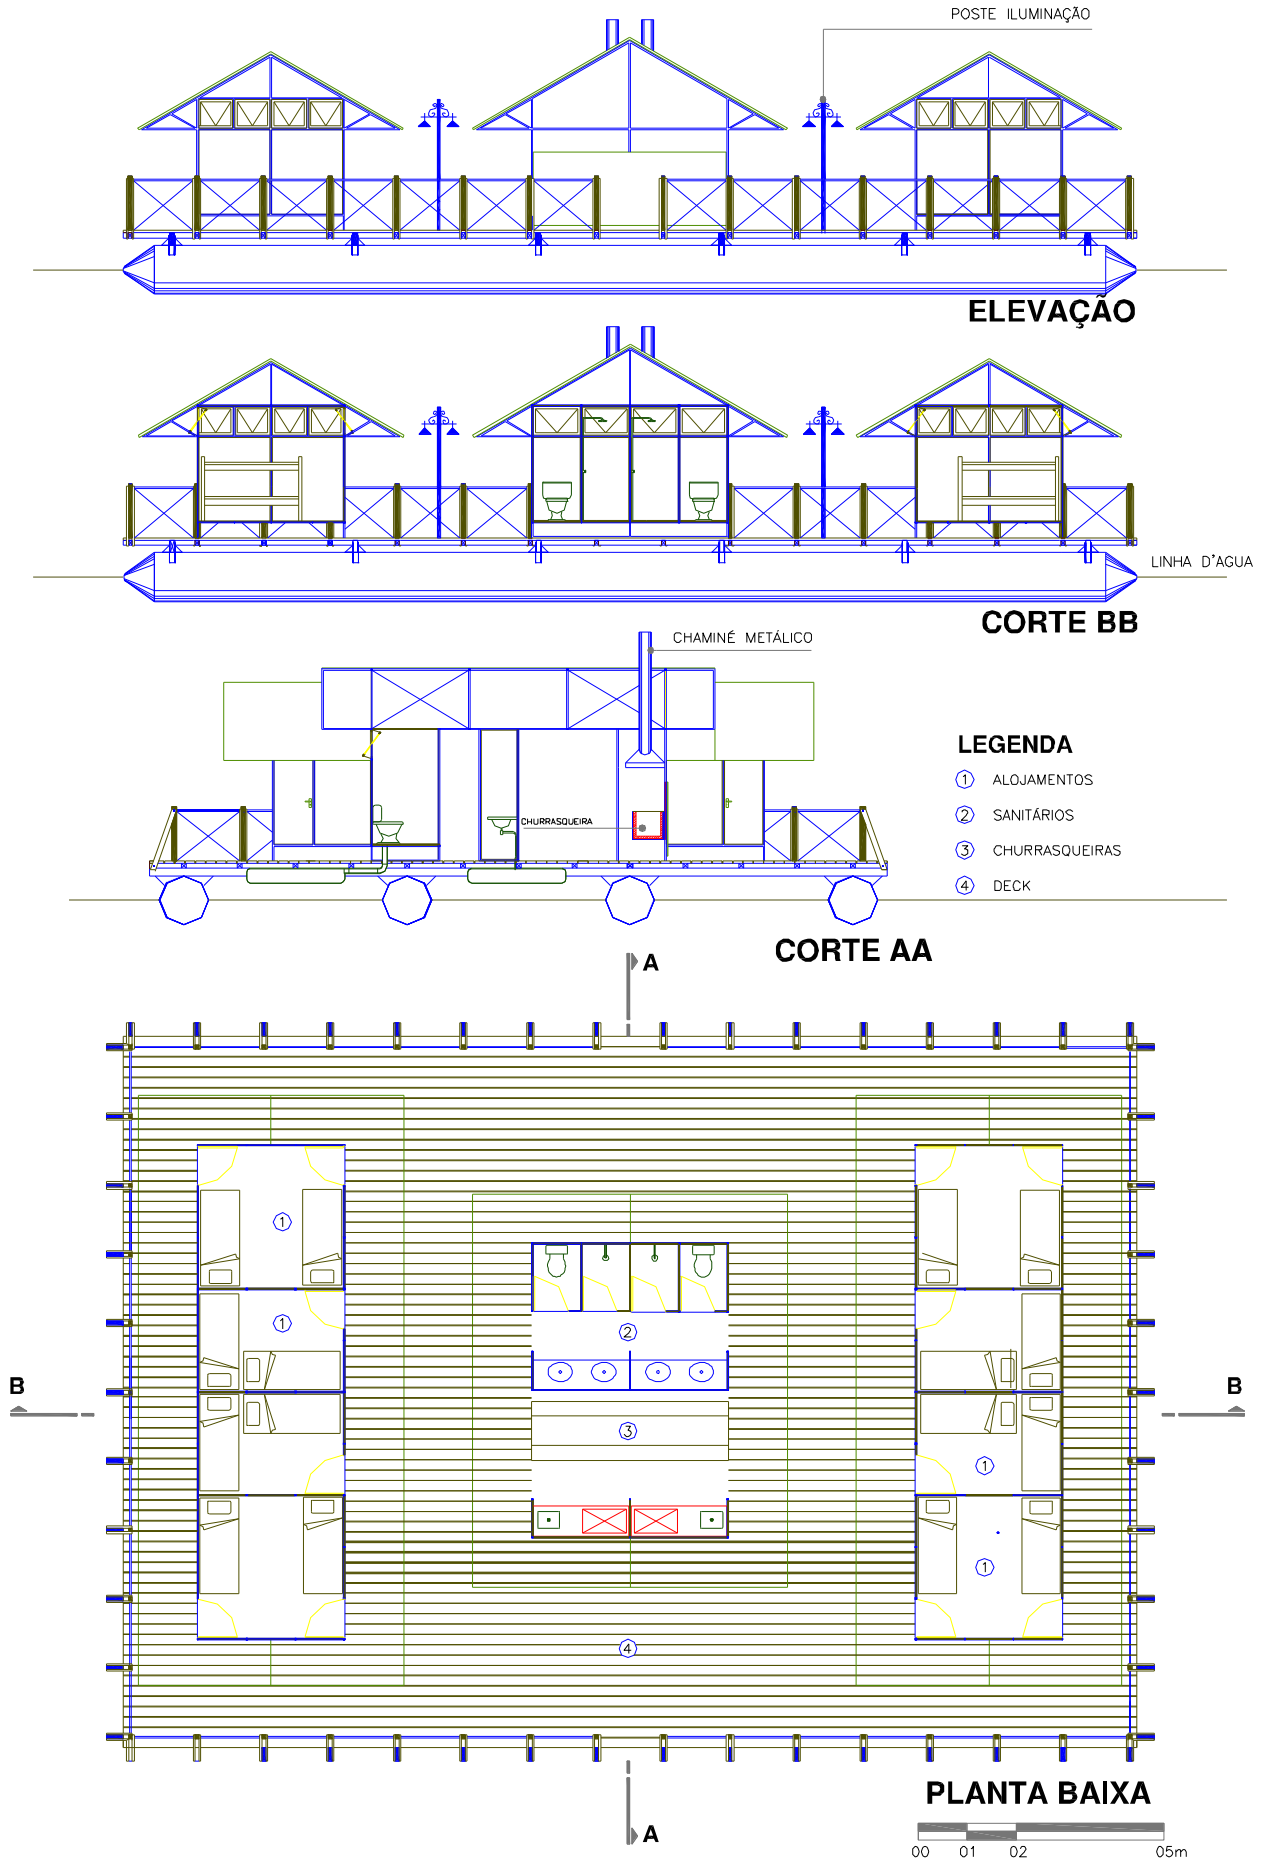 POSTE ILUMINAÇÃO
ELEVAÇÃO
LINHA D'AGUA
CORTE BB
CHAMINÉ METÁLICO
CHURRASQUEIRA
LEGENDA
1 ALOJAMENTOS
2 SANITÁRIOS
3 CHURRASQUEIRAS
4 DECK
CORTE AA
A
1
1
2
B
B
3
1
1
4
PLANTA BAIXA
A
00 01 02 05m